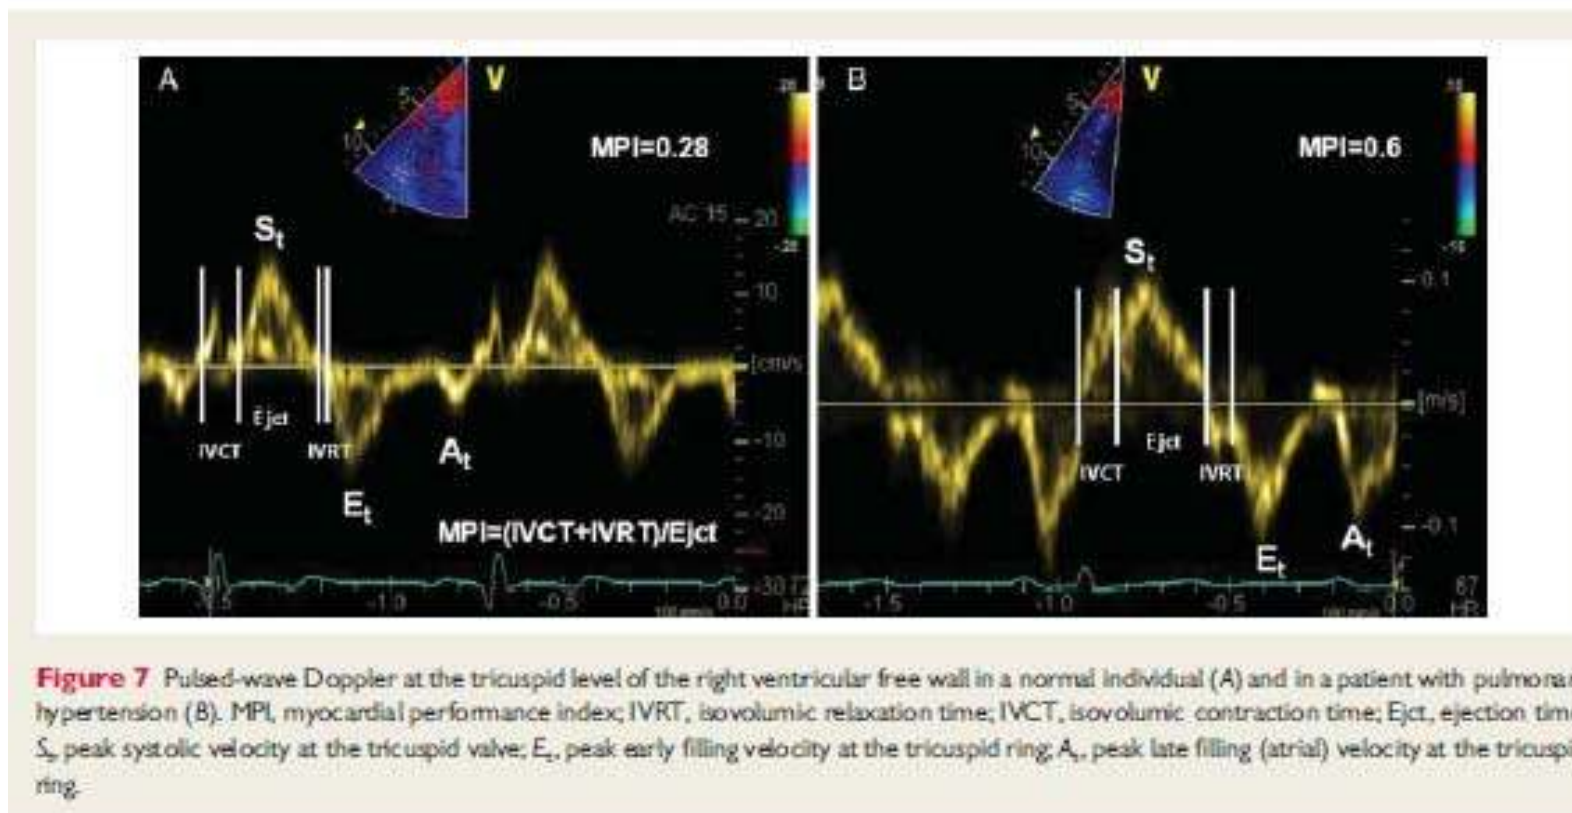 A
V
5
10
MPI=0.28
AC 15
20
10
[cm/s
-10
-20
St
Ejct
IVCT
IVRT
Et
At
MPI=(IVCT+IVRT)/Ejct
-1.0
-0.5
0.0
B
V
5
10
MPI=0.6
St
0.1
[m/s]
Ejct
IVCT
IVRT
-0.1
Et
At
-1.5
-1.0
-0.5
Figure 7 Pulsed-wave Doppler at the tricuspid level of the right ventricular free wall in a normal individual (A) and in a patient with pulmonar
hypertension (B). MPI, myocardial performance index; IVRT, isovolumic relaxation time; IVCT, isovolumic contraction time; Ejct, ejection tim
St, peak systolic velocity at the tricuspid valve; Et, peak early filling velocity at the tricuspid ring; At, peak late filling (atrial) velocity at the tricuspi
ring.